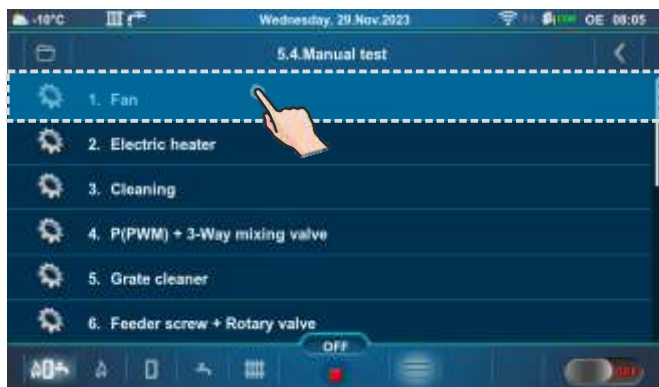 -10°C Wednesday, 29.Nov.2023 OE 08:05
5.4.Manual test
1. Fan
2. Electric heater
3. Cleaning
4. P(PWM) + 3-Way mixing valve
5. Grate cleaner
6. Feeder screw + Rotary valve
OFF
OFF